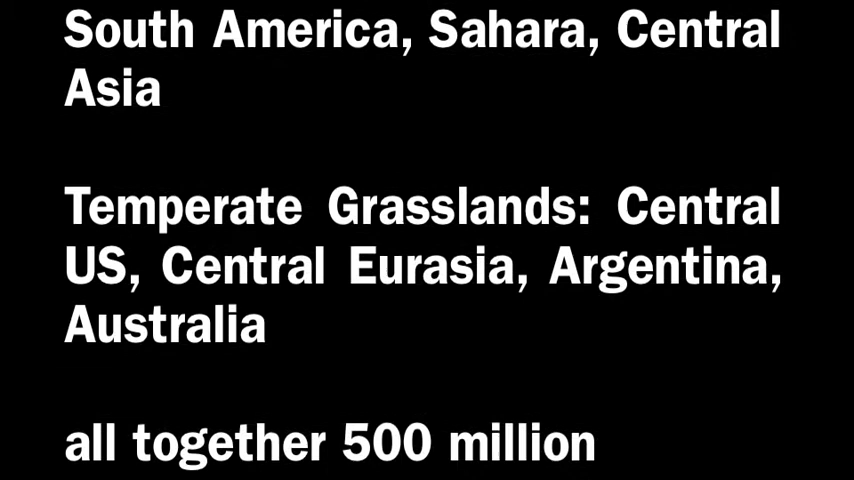 South America, Sahara, Central
Asia
Temperate Grasslands: Central
US, Central Eurasia, Argentina,
Australia
all together 500 million